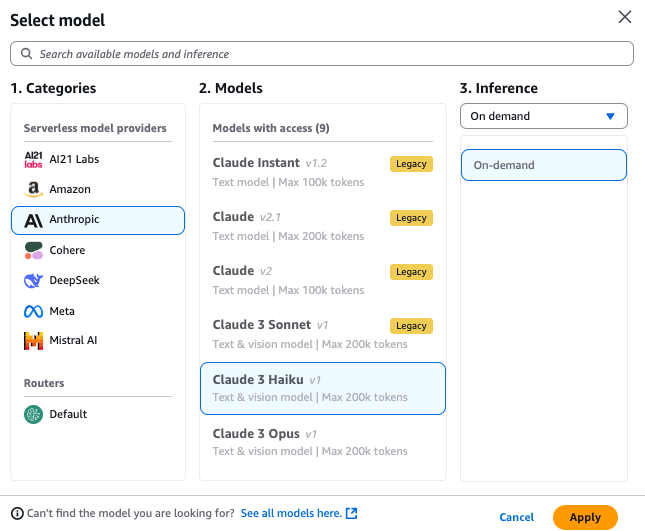 Select model
Search available models and inference
1. Categories
Serverless model providers
AI21 labs AI21 Labs
a Amazon
Anthropic
Cohere
DeepSeek
Meta
Mistral AI
Routers
Default
2. Models
Models with access (9)
Claude Instant v1.2 Legacy
Text model | Max 100k tokens
Claude v2.1 Legacy
Text model | Max 200k tokens
Claude v2 Legacy
Text model | Max 100k tokens
Claude 3 Sonnet v1 Legacy
Text & vision model | Max 200k tokens
Claude 3 Haiku v1
Text & vision model | Max 200k tokens
Claude 3 Opus v1
Text & vision model | Max 200k tokens
3. Inference
On demand
On-demand
Can't find the model you are looking for? See all models here.
Cancel Apply